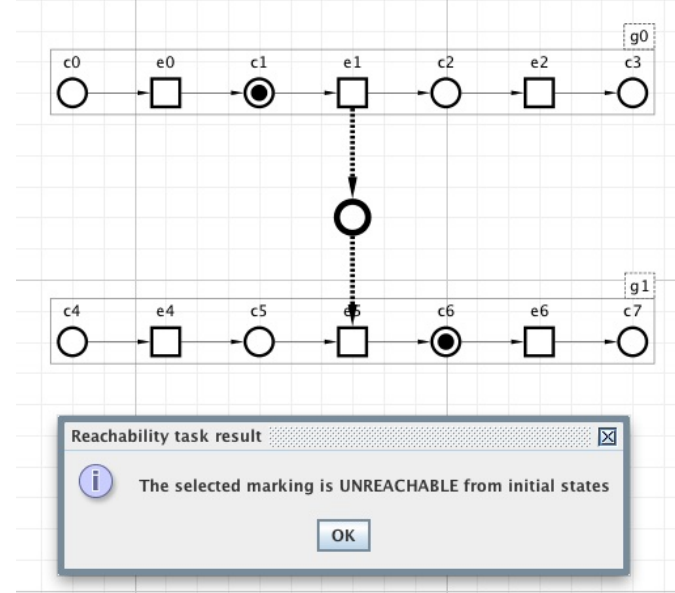 g0
c0 e0 c1 e1 c2 e2 c3
g1
c4 e4 c5 e5 c6 e6 c7
Reachability task result
i
The selected marking is UNREACHABLE from initial states
OK